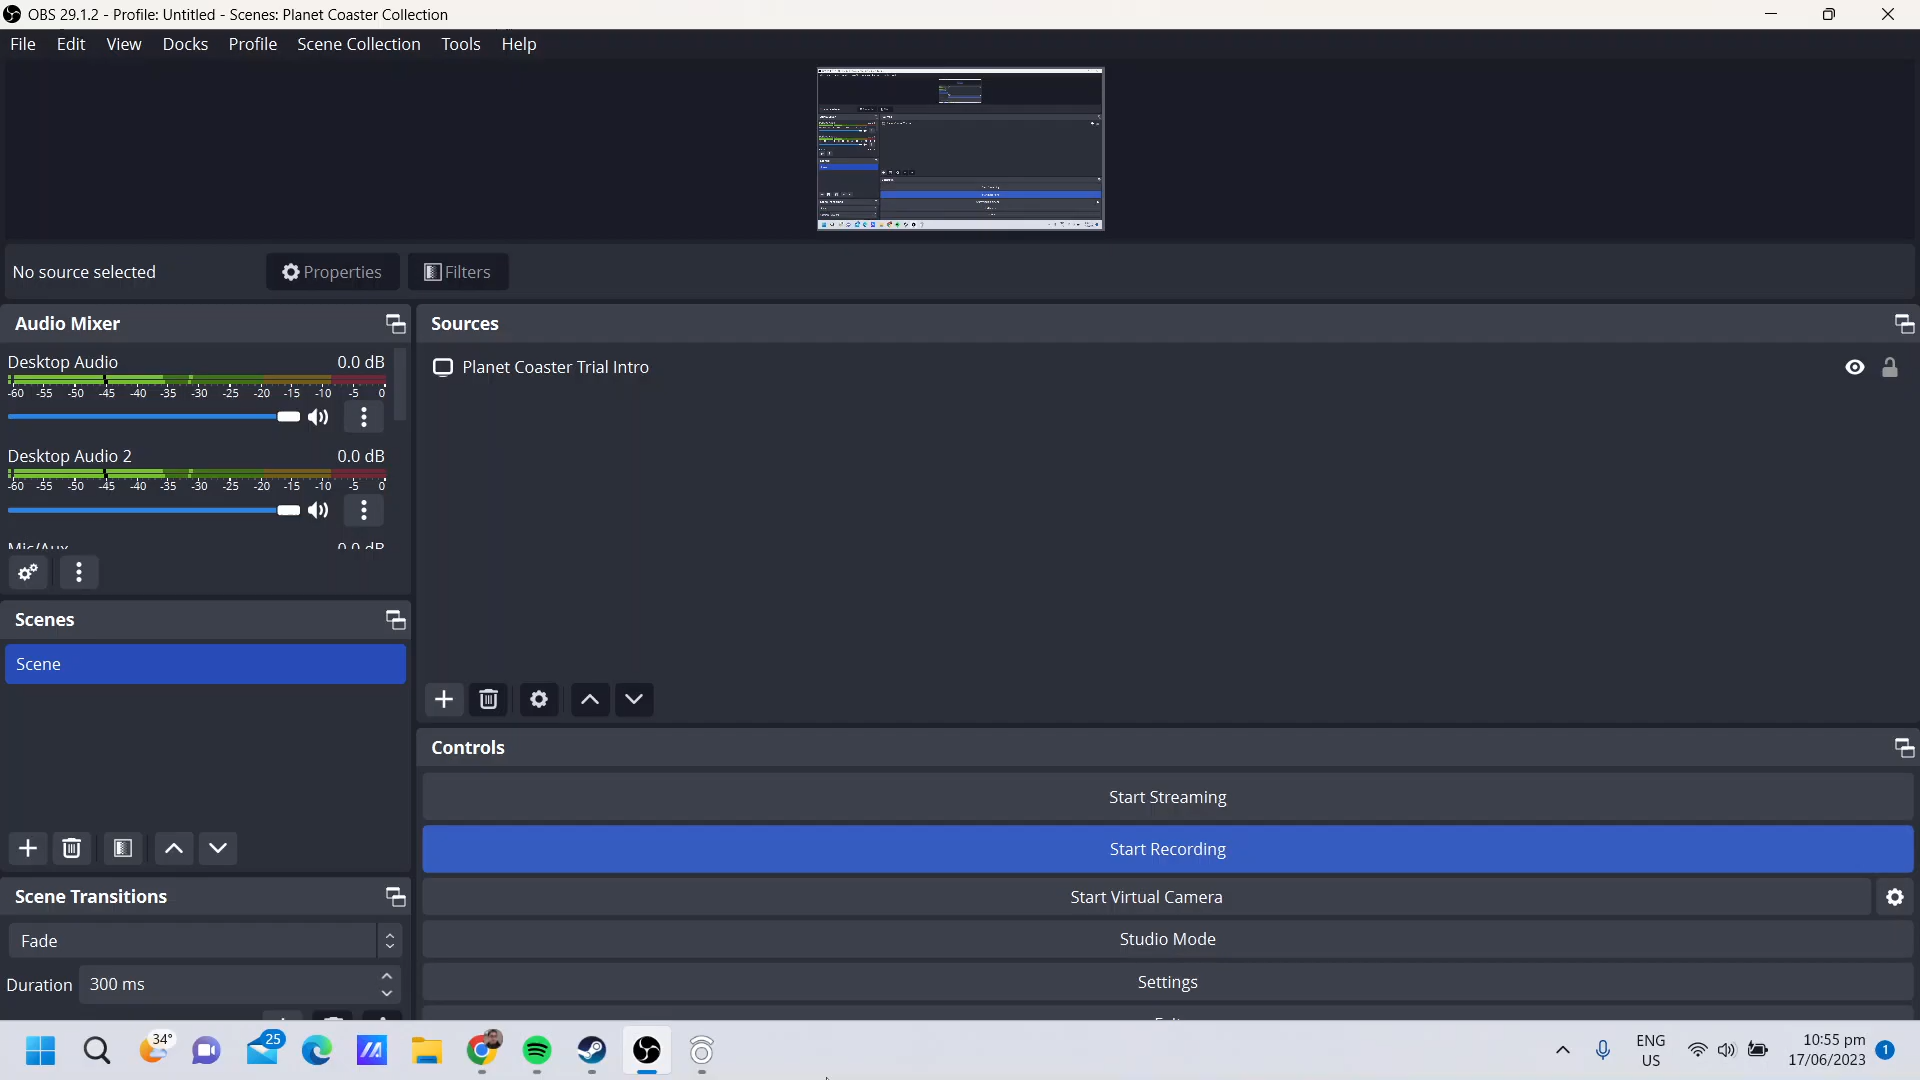 OBS 29.1.2 - Profile: Untitled - Scenes: Planet Coaster Collection
File Edit View Docks Profile Scene Collection Tools Help
No source selected Properties Filters
Audio Mixer
Desktop Audio 0.0 dB
-60 -55 -50 -45 -40 -35 -30 -25 -20 -15 -10 -5 0
Desktop Audio 2 0.0 dB
-60 -55 -50 -45 -40 -35 -30 -25 -20 -15 -10 -5 0
Mic/Aux 0.0 dB
Sources
Planet Coaster Trial Intro
Scenes
Scene
Controls
Start Streaming
Start Recording
Start Virtual Camera
Studio Mode
Settings
Scene Transitions
Fade
Duration 300 ms
34°
25
ENG
US
10:55 pm
17/06/2023
1